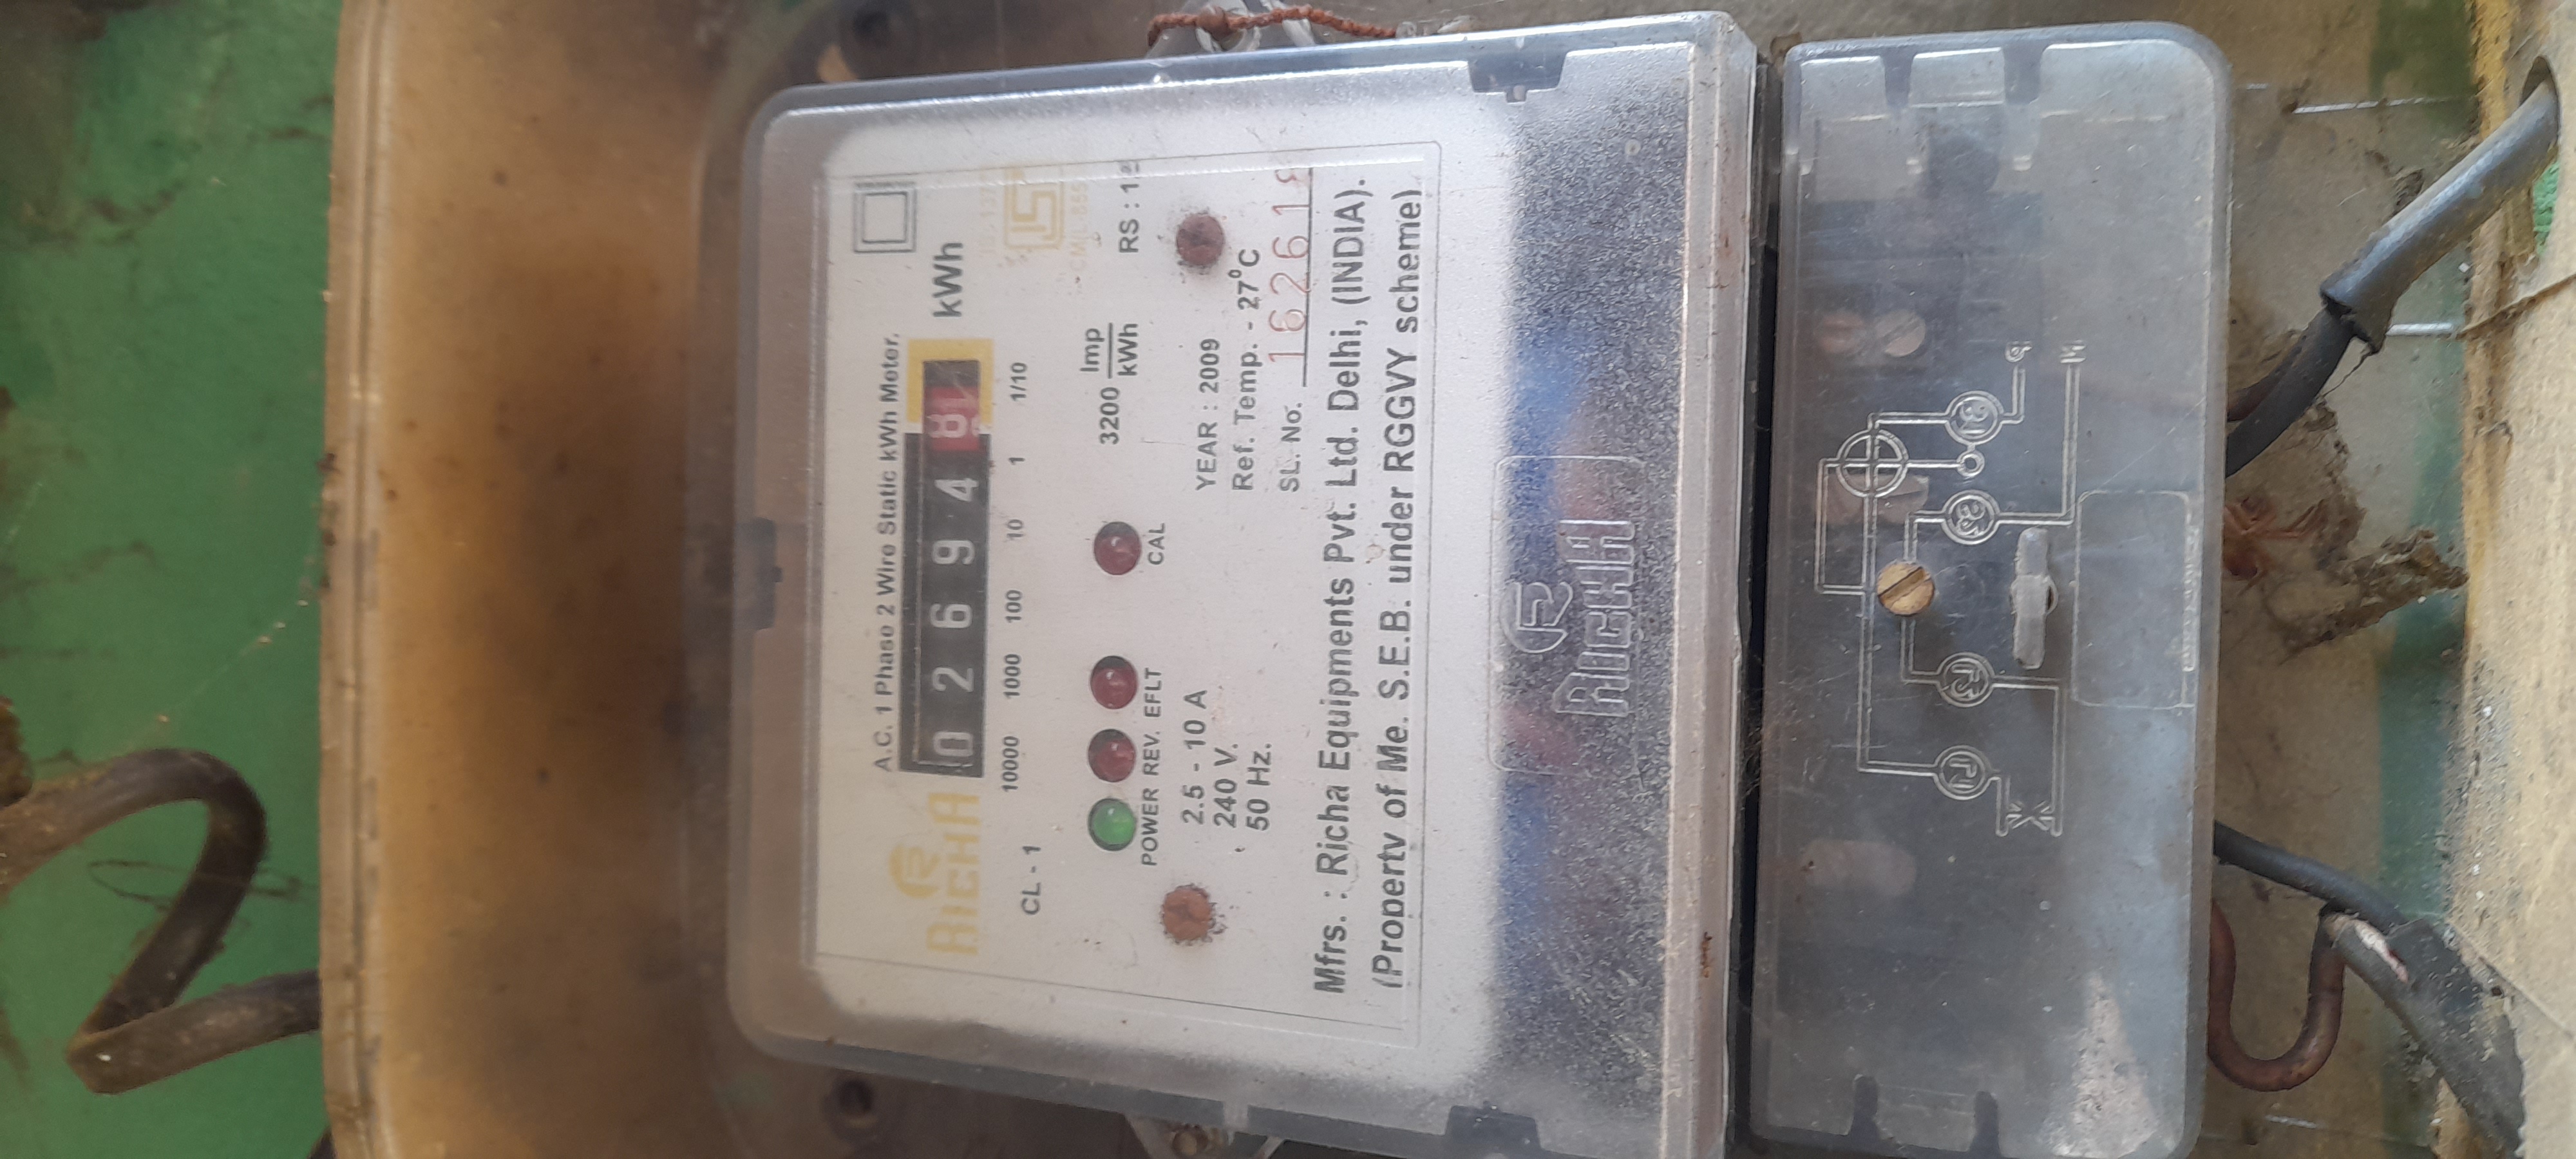 A.C. 1 Phase 2 Wire Static kWh Meter.
RICHA
0 2 6 9 4 8 kWh
10000 1000 100 10 1 1/10
CL - 1
POWER REV. EFLT CAL
3200 Imp/kWh
RS :
2.5 - 10 A
240 V.
50 Hz.
YEAR : 2009
Ref. Temp. - 27°C
SL. No.
Mfrs. : Richa Equipments Pvt. Ltd. Delhi, (INDIA).
(Property of Me. S.E.B. under RGGVY scheme)
RICHA